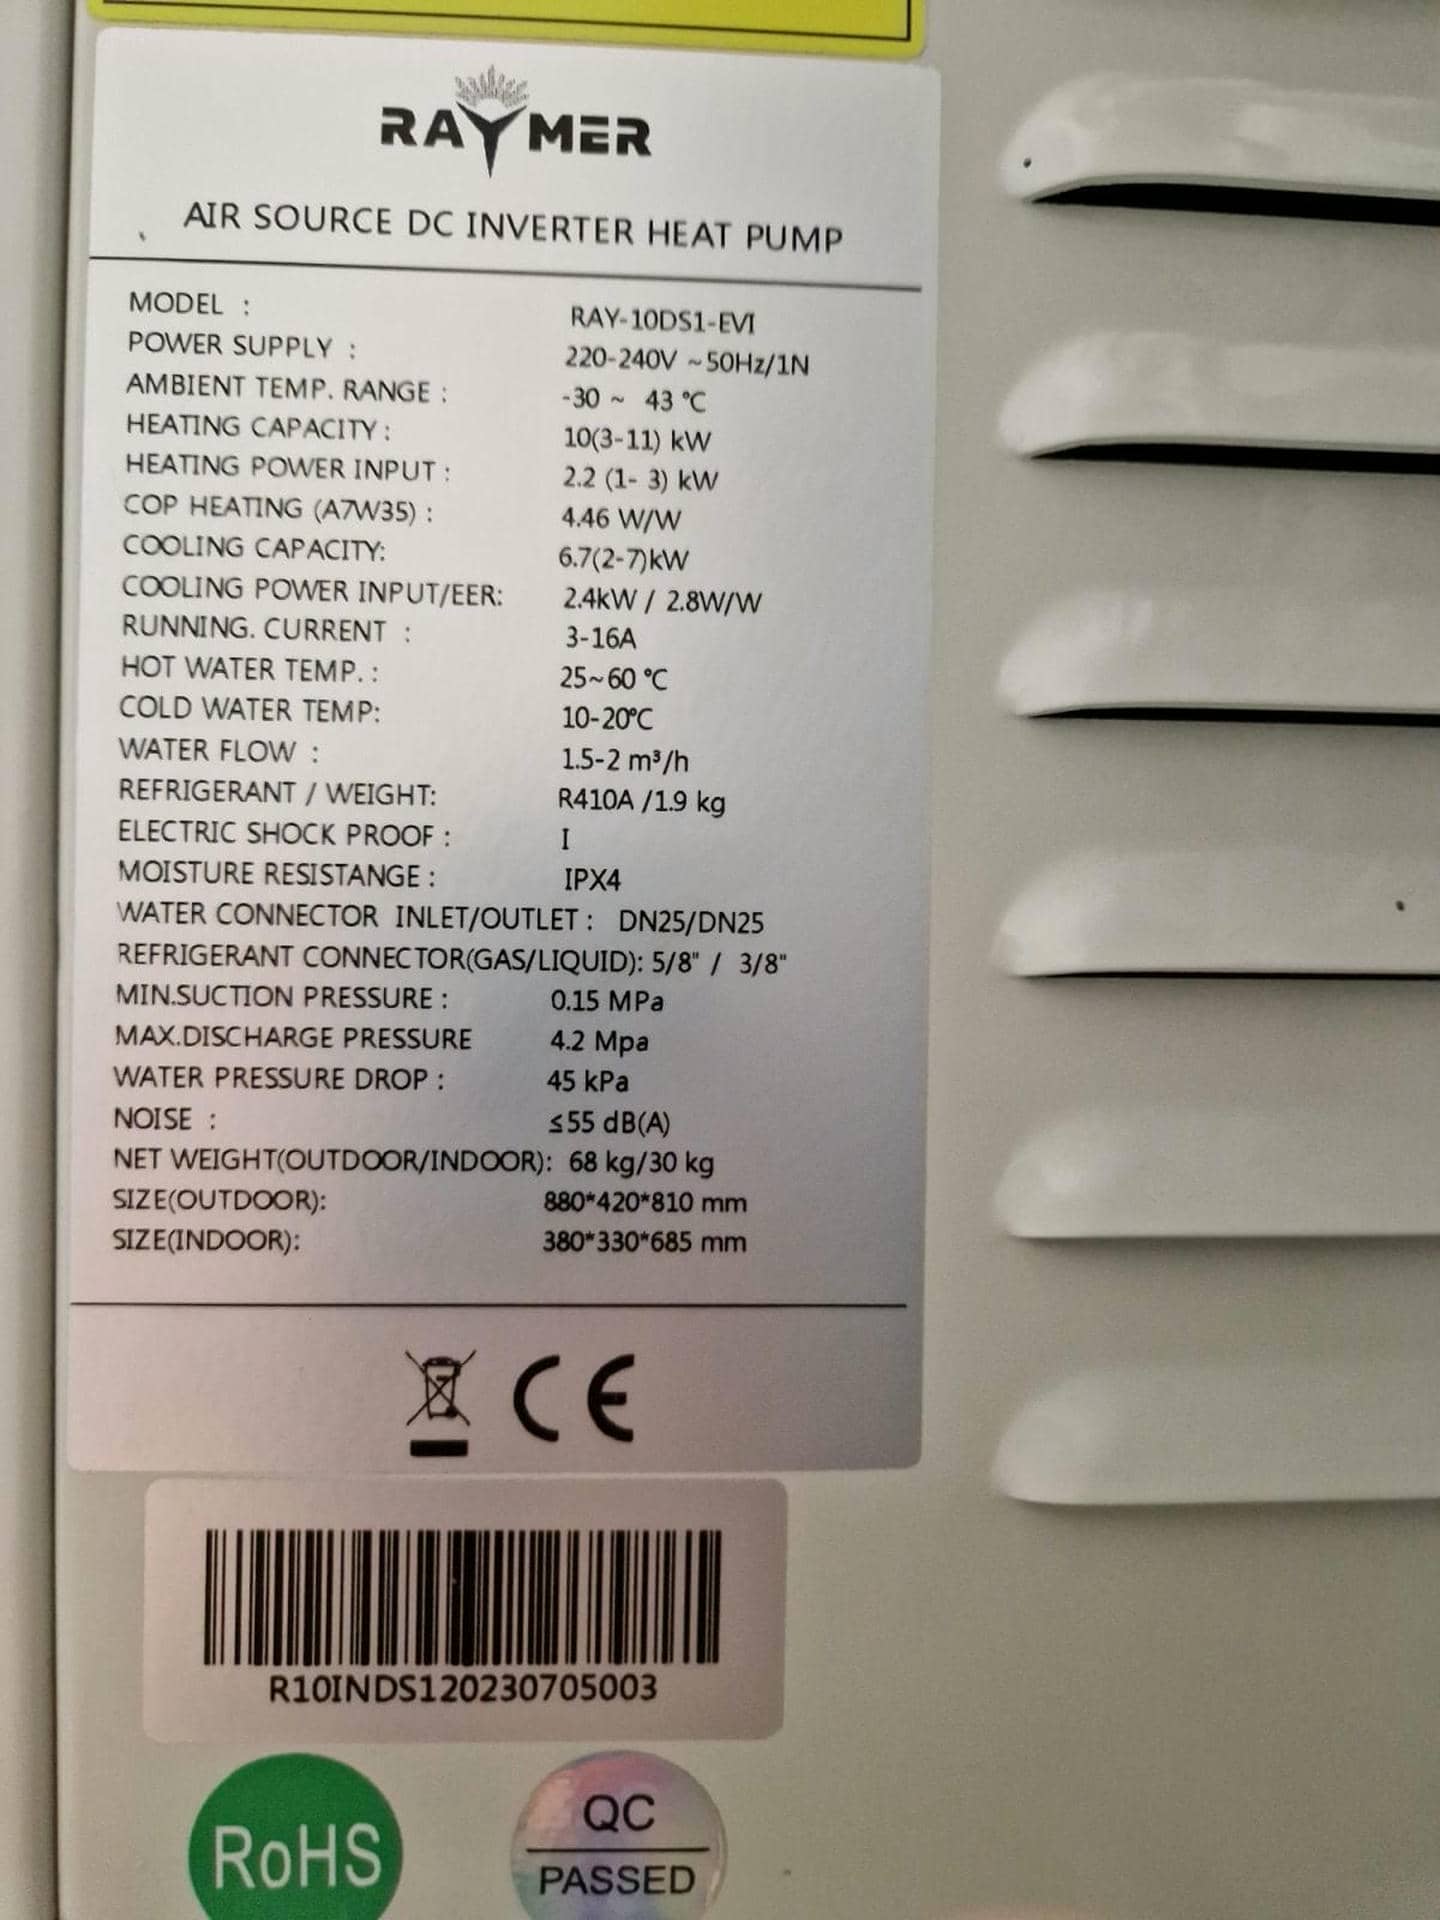 RAYMER
AIR SOURCE DC INVERTER HEAT PUMP
MODEL : RAY-10DS1-EVI
POWER SUPPLY : 220-240V ~50Hz/1N
AMBIENT TEMP. RANGE : -30 ~ 43 °C
HEATING CAPACITY : 10(3-11) kW
HEATING POWER INPUT : 2.2 (1- 3) kW
COP HEATING (A7W35) : 4.46 W/W
COOLING CAPACITY: 6.7(2-7)kW
COOLING POWER INPUT/EER: 2.4kW / 2.8W/W
RUNNING. CURRENT : 3-16A
HOT WATER TEMP. : 25~60 °C
COLD WATER TEMP: 10-20°C
WATER FLOW : 1.5-2 m³/h
REFRIGERANT / WEIGHT: R410A /1.9 kg
ELECTRIC SHOCK PROOF : I
MOISTURE RESISTANGE : IPX4
WATER CONNECTOR INLET/OUTLET : DN25/DN25
REFRIGERANT CONNECTOR(GAS/LIQUID): 5/8" / 3/8"
MIN.SUCTION PRESSURE : 0.15 MPa
MAX.DISCHARGE PRESSURE 4.2 Mpa
WATER PRESSURE DROP : 45 kPa
NOISE : ≤55 dB(A)
NET WEIGHT(OUTDOOR/INDOOR): 68 kg/30 kg
SIZE(OUTDOOR): 880*420*810 mm
SIZE(INDOOR): 380*330*685 mm
CE
R10INDS120230705003
RoHS
QC
PASSED